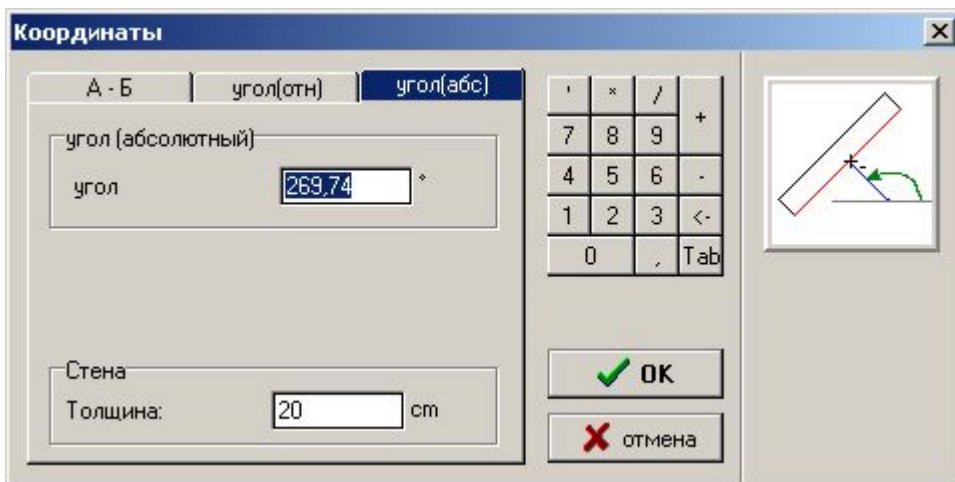 Координаты
А - Б угол(отн) угол(абс)
угол (абсолютный)
угол 269,74 °
Стена
Толщина: 20 cm
' * / +
7 8 9
4 5 6 -
1 2 3 <-
0 , Tab
OK
отмена